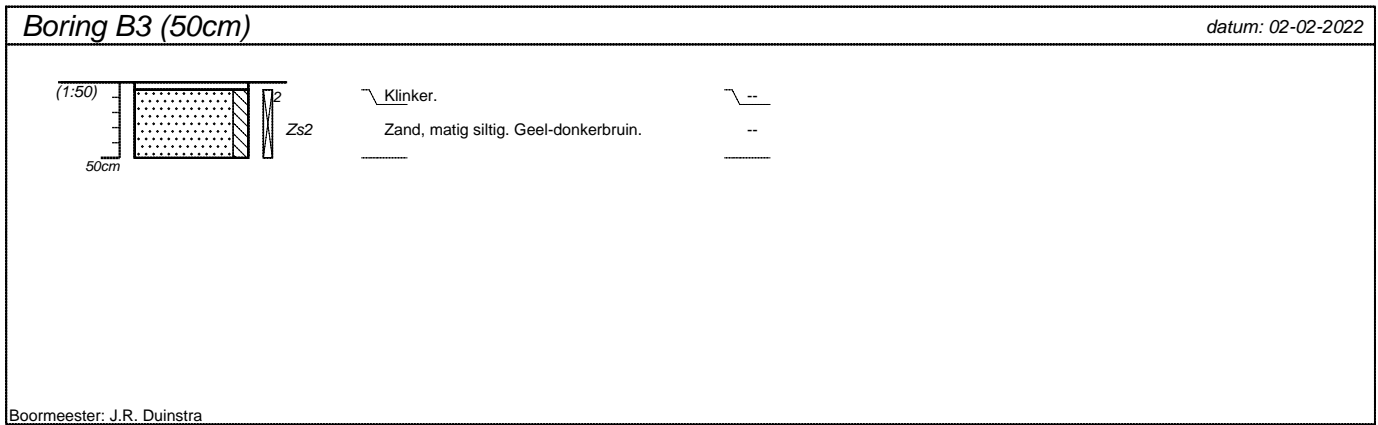 Boring B3 (50cm) datum: 02-02-2022
(1:50) 2 Klinker. --
Zs2 Zand, matig siltig. Geel-donkerbruin. --
50cm
Boormeester: J.R. Duinstra